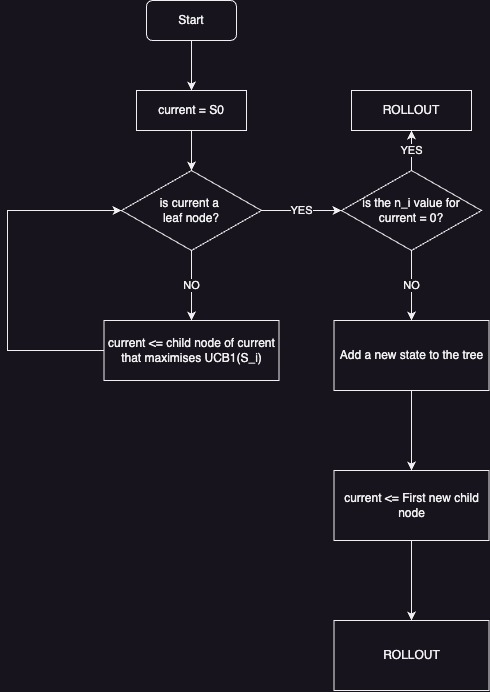 Start
current = S0
ROLLOUT
YES
is current a
leaf node?
YES
is the n_i value for
current = 0?
NO
NO
current <= child node of current
that maximises UCB1(S_i)
Add a new state to the tree
current <= First new child
node
ROLLOUT